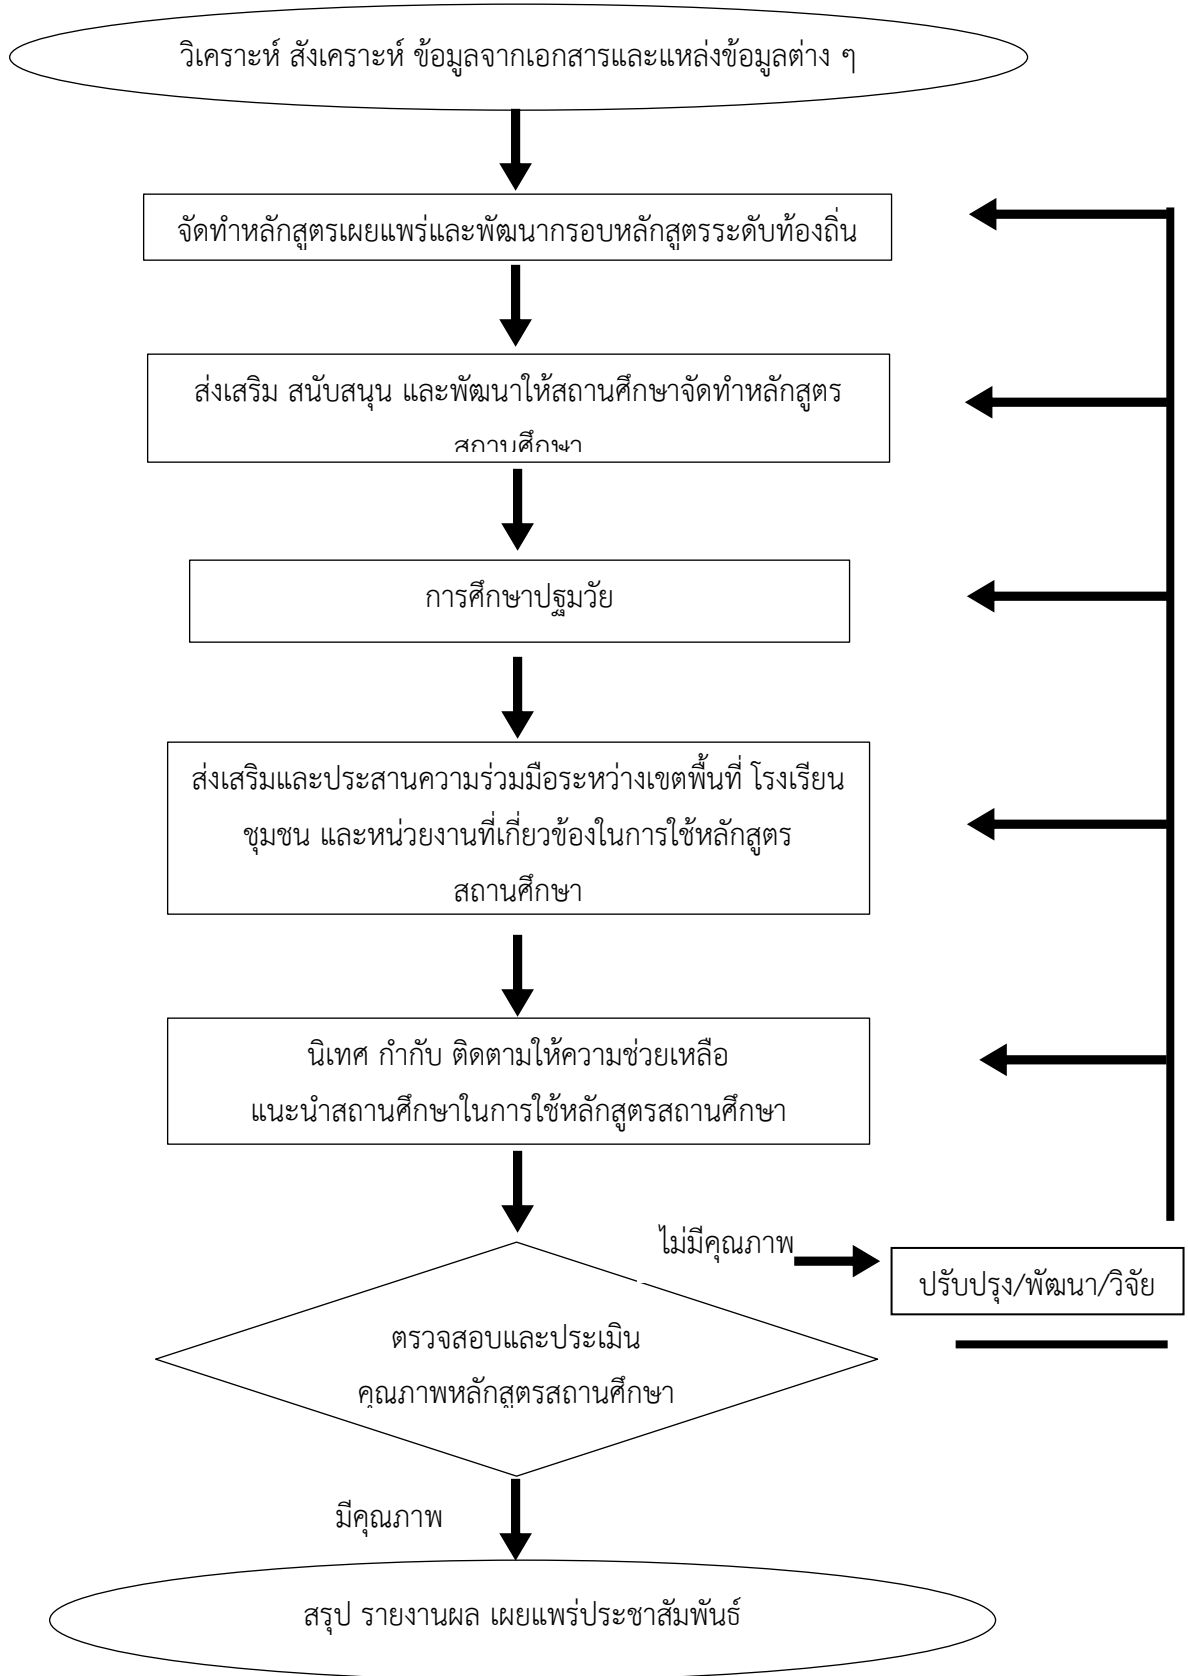 วิเคราะห์ สังเคราะห์ ข้อมูลจากเอกสารและแหล่งข้อมูลต่าง ๆ
จัดทำหลักสูตรเผยแพร่และพัฒนากรอบหลักสูตรระดับท้องถิ่น
ส่งเสริม สนับสนุน และพัฒนาให้สถานศึกษาจัดทำหลักสูตร
สถานศึกษา
การศึกษาปฐมวัย
ส่งเสริมและประสานความร่วมมือระหว่างเขตพื้นที่ โรงเรียน
ชุมชน และหน่วยงานที่เกี่ยวข้องในการใช้หลักสูตร
สถานศึกษา
นิเทศ กำกับ ติดตามให้ความช่วยเหลือ
แนะนำสถานศึกษาในการใช้หลักสูตรสถานศึกษา
ไม่มีคุณภาพ
ปรับปรุง/พัฒนา/วิจัย
ตรวจสอบและประเมิน
คุณภาพหลักสูตรสถานศึกษา
มีคุณภาพ
สรุป รายงานผล เผยแพร่ประชาสัมพันธ์